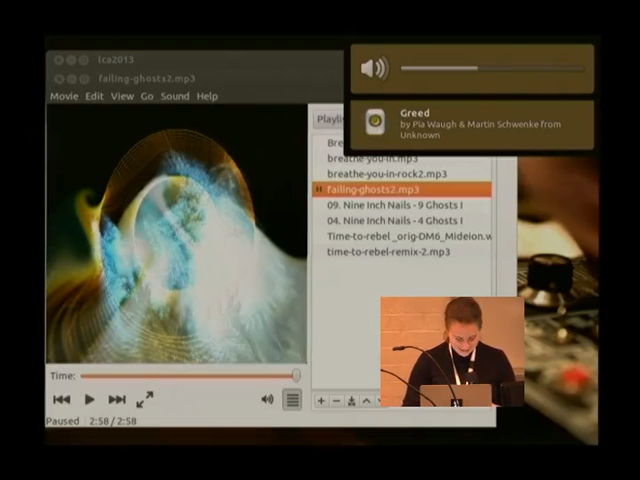 lca2013
failing-ghosts2.mp3
Movie Edit View Go Sound Help
Greed
by Pia Waugh & Martin Schwenke from
Unknown
breathe-you-in.mp3
breathe-you-in-rock2.mp3
failing-ghosts2.mp3
09. Nine Inch Nails - 9 Ghosts I
04. Nine Inch Nails - 4 Ghosts I
Time-to-rebel _orig-DM6_Mideion.w
time-to-rebel-remix-2.mp3
Time:
Paused 2:58 / 2:58